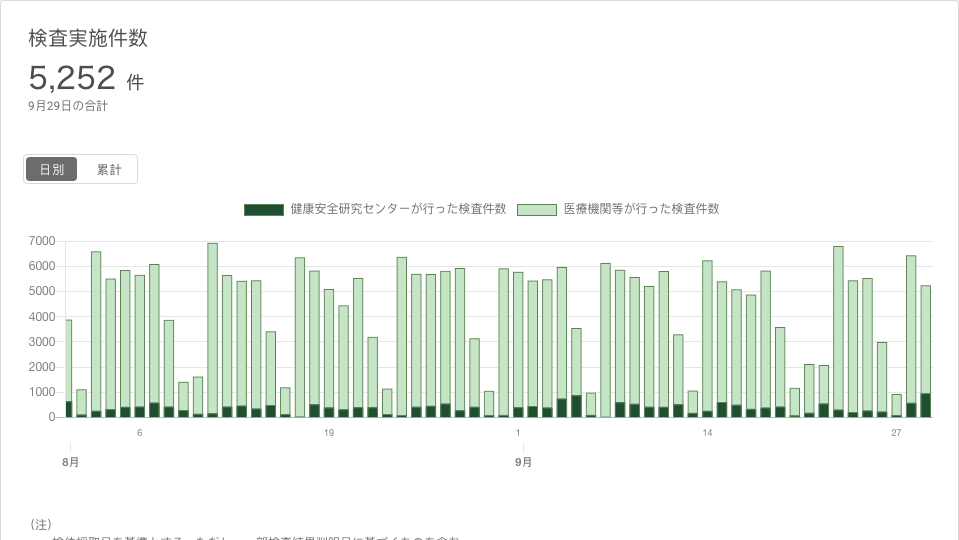 検査実施件数
5,252 件
9月29日の合計
日別 累計
健康安全研究センターが行った検査件数 医療機関等が行った検査件数
7000
6000
5000
4000
3000
2000
1000
0
6 19 1 14 27
8月 9月
(注)